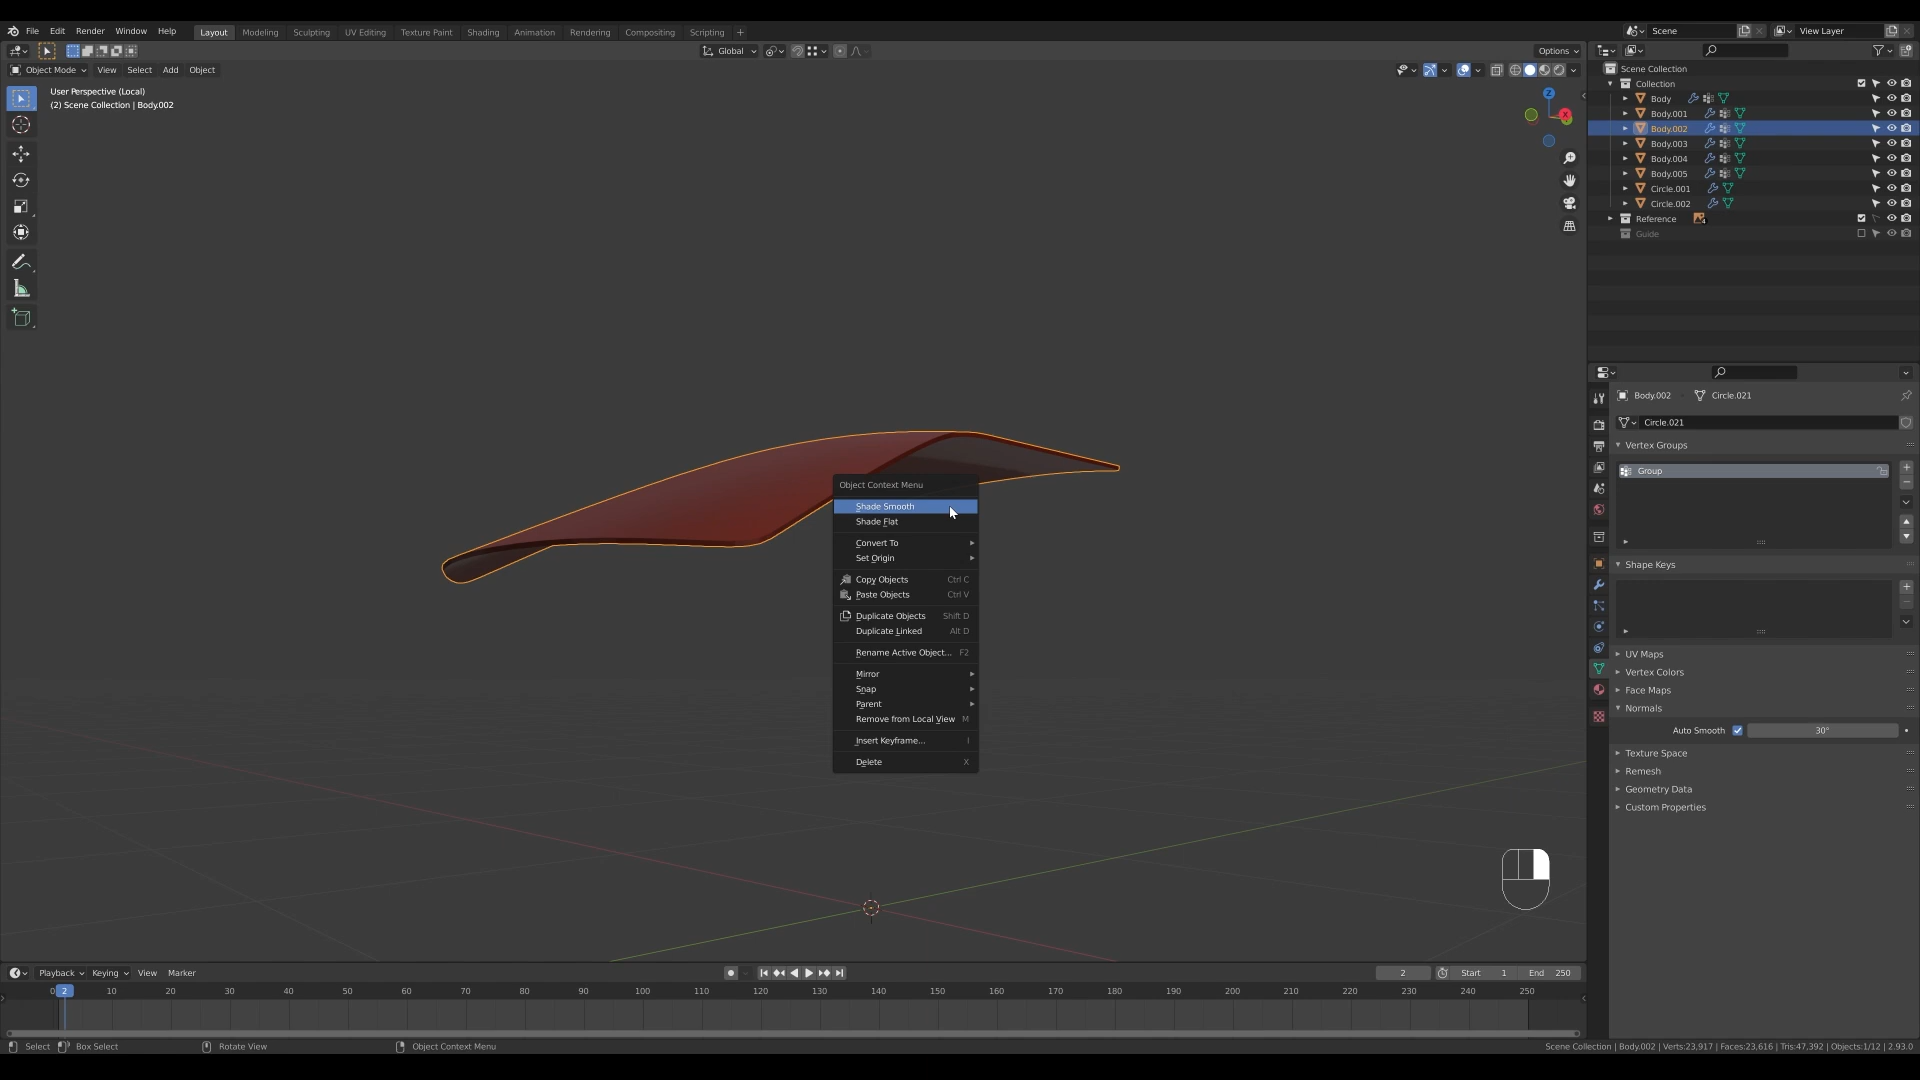 File Edit Render Window Help Layout Modeling Sculpting UV Editing Texture Paint Shading Animation Rendering Compositing Scripting + Scene View Layer
Global Options
Object Mode View Select Add Object
User Perspective (Local)
(2) Scene Collection | Body.002
Z
X
Scene Collection
Collection
Body
Body.001
Body.002
Body.003
Body.004
Body.005
Circle.001
Circle.002
Reference
Guide
Object Context Menu
Shade Smooth
Shade Flat
Convert To
Set Origin
Copy Objects Ctrl C
Paste Objects Ctrl V
Duplicate Objects Shift D
Duplicate Linked Alt D
Rename Active Object... F2
Mirror
Snap
Parent
Remove from Local View M
Insert Keyframe... I
Delete X
Body.002 Circle.021
Circle.021
Vertex Groups
Group
Shape Keys
UV Maps
Vertex Colors
Face Maps
Normals
Auto Smooth 30°
Texture Space
Remesh
Geometry Data
Custom Properties
Playback Keying View Marker 2 Start 1 End 250
0 2 10 20 30 40 50 60 70 80 90 100 110 120 130 140 150 160 170 180 190 200 210 220 230 240 250
Select Box Select Rotate View Object Context Menu Scene Collection | Body.002 | Verts:23,917 | Faces:23,616 | Tris:47,392 | Objects:1/12 | 2.93.0